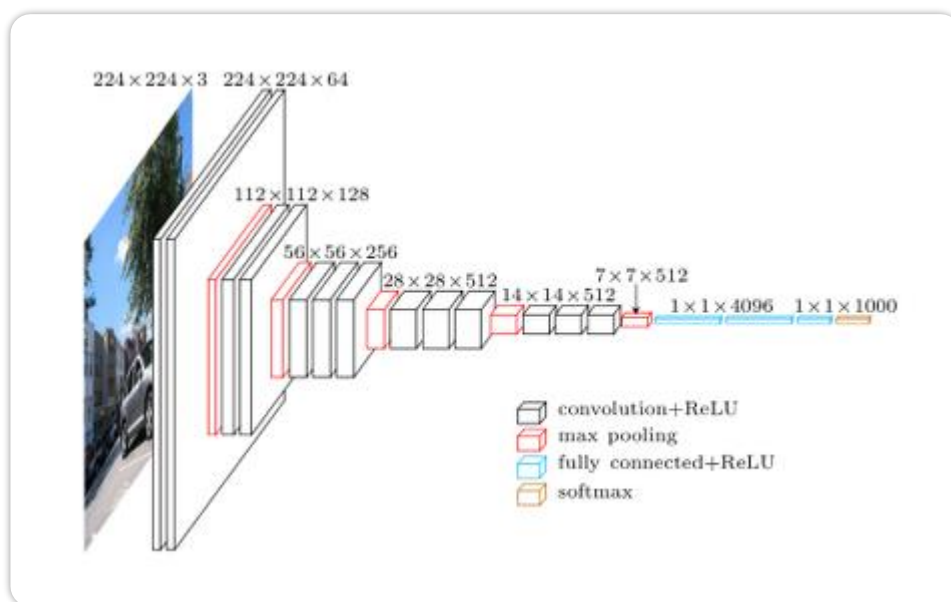 224×224×3
224×224×64
112×112×128
56×56×256
28×28×512
14×14×512
7×7×512
1×1×4096
1×1×1000
convolution+ReLU
max pooling
fully connected+ReLU
softmax